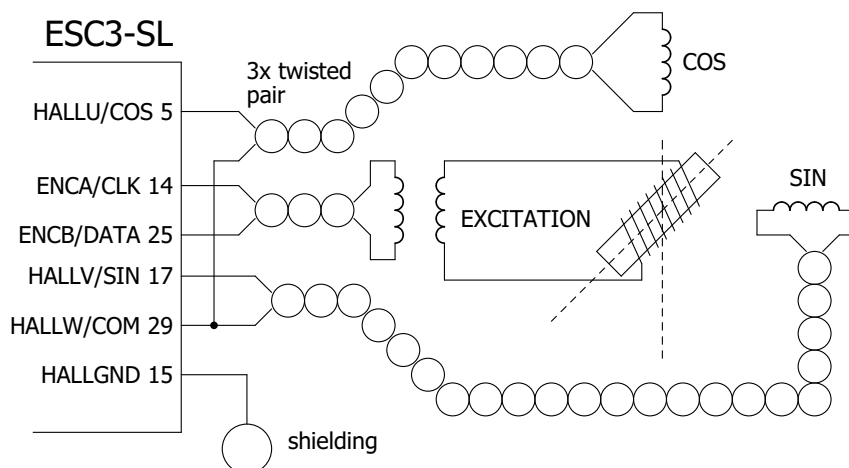 ESC3-SL
3x twisted
pair
COS
HALLU/COS 5
ENCA/CLK 14
SIN
EXCITATION
ENCB/DATA 25
HALLV/SIN 17
HALLW/COM 29
HALLGND 15
shielding